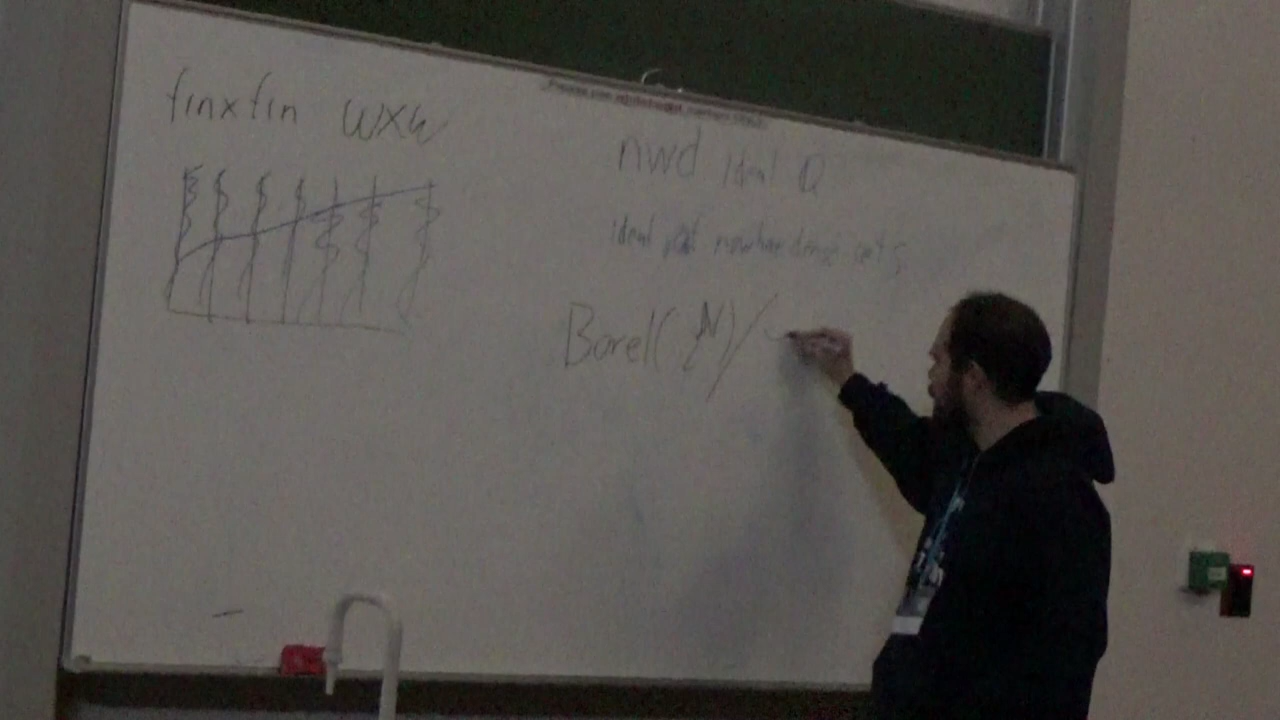 finxfin ωxω
nwd ideal Q
ideal of nowhere dense sets
Borel( N)/